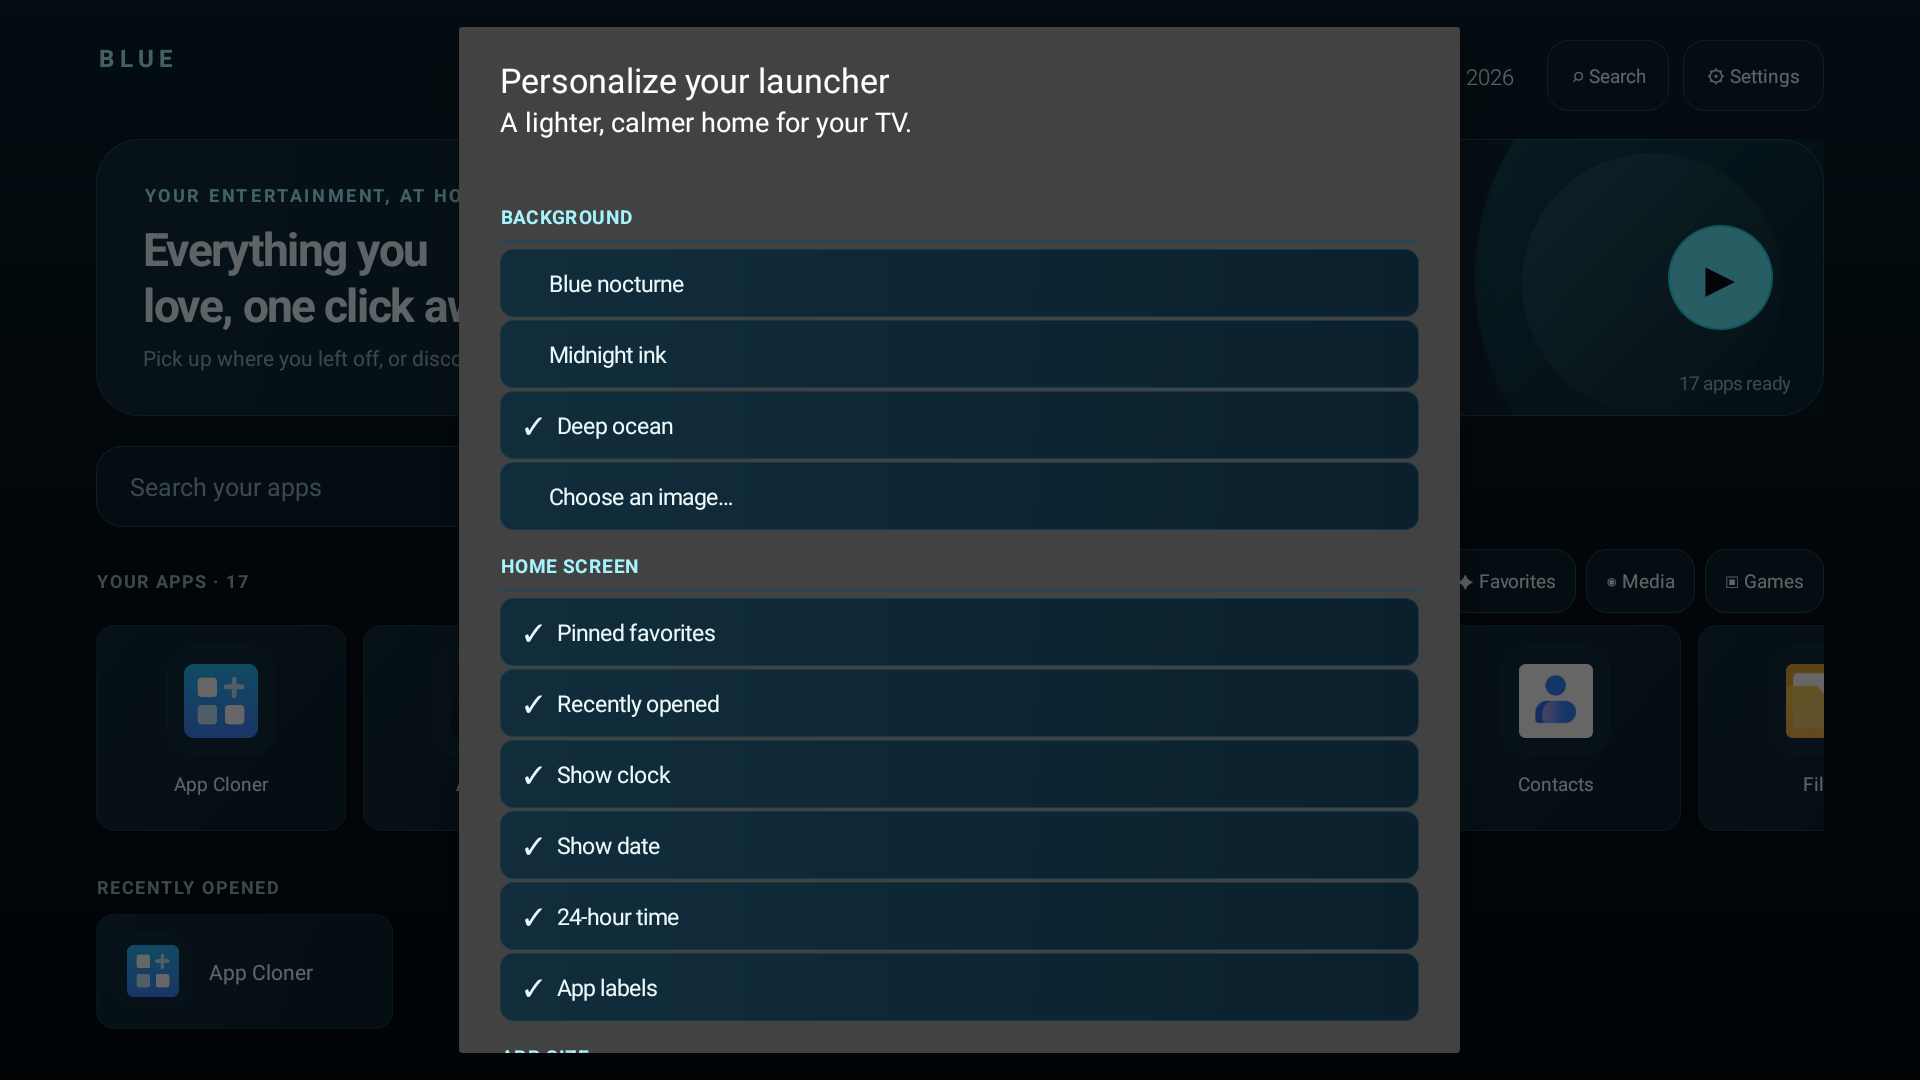 BLUE
2026
Search
Settings
YOUR ENTERTAINMENT, AT HO
Everything you
love, one click aw
Pick up where you left off, or disco
17 apps ready
Search your apps
YOUR APPS · 17
Favorites
Media
Games
App Cloner
Contacts
Fil
RECENTLY OPENED
App Cloner
Personalize your launcher
A lighter, calmer home for your TV.
BACKGROUND
Blue nocturne
Midnight ink
✓ Deep ocean
Choose an image...
HOME SCREEN
✓ Pinned favorites
✓ Recently opened
✓ Show clock
✓ Show date
✓ 24-hour time
✓ App labels
APP SIZE